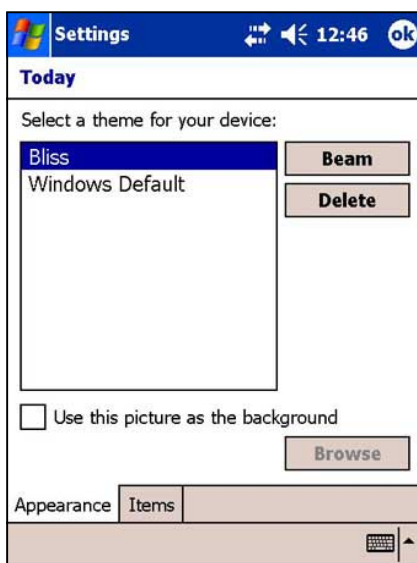 Settings 12:46 ok
Today
Select a theme for your device:
Bliss
Beam
Windows Default
Delete
Use this picture as the background
Browse
Appearance Items